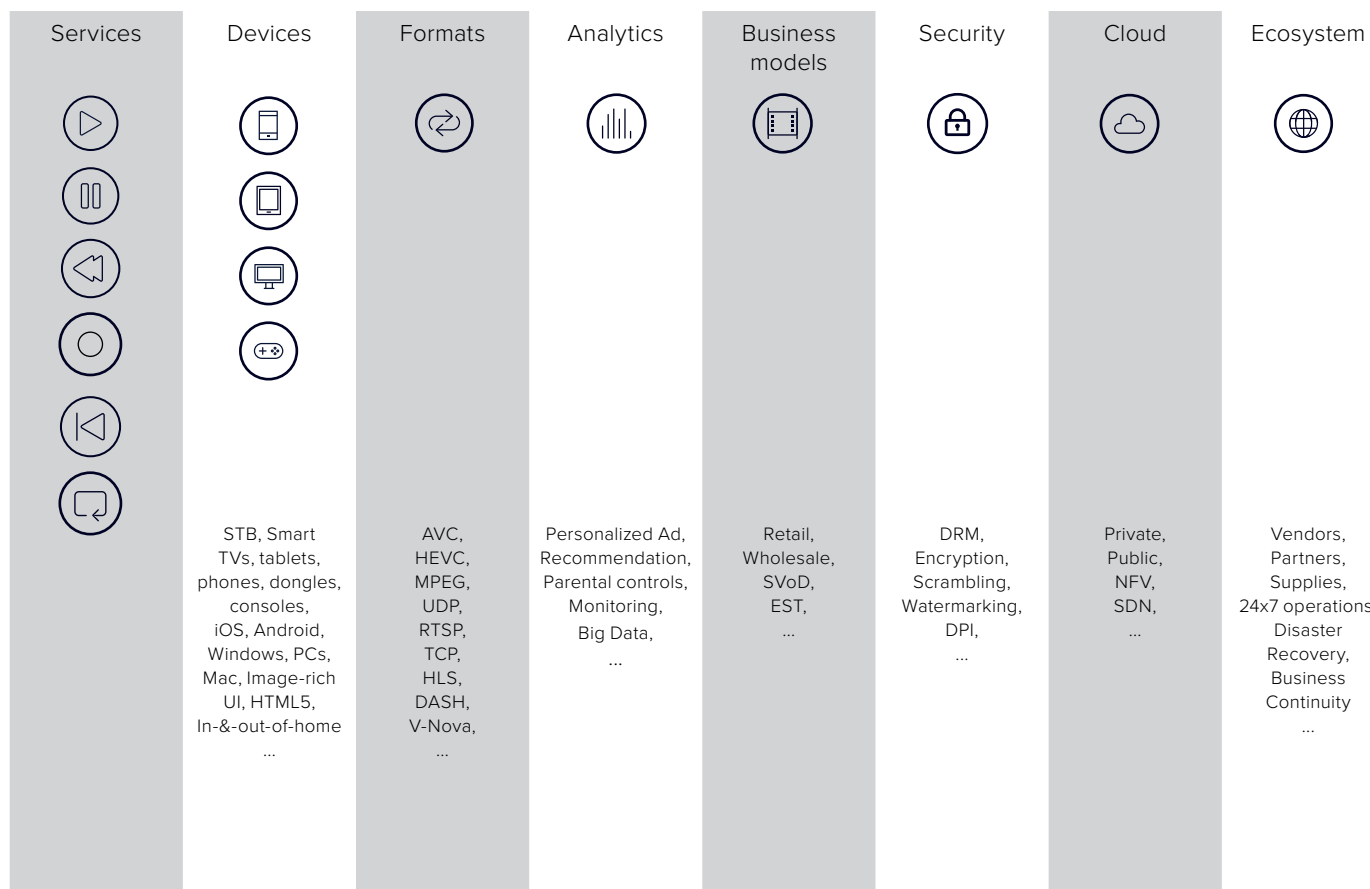 Services
Devices
STB, Smart
TVs, tablets,
phones, dongles,
consoles,
iOS, Android,
Windows, PCs,
Mac, Image-rich
UI, HTML5,
In-&-out-of-home
...
Formats
AVC,
HEVC,
MPEG,
UDP,
RTSP,
TCP,
HLS,
DASH,
V-Nova,
...
Analytics
Personalized Ad,
Recommendation,
Parental controls,
Monitoring,
Big Data,
...
Business
models
Retail,
Wholesale,
SVoD,
EST,
...
Security
DRM,
Encryption,
Scrambling,
Watermarking,
DPI,
...
Cloud
Private,
Public,
NFV,
SDN,
...
Ecosystem
Vendors,
Partners,
Supplies,
24x7 operations
Disaster
Recovery,
Business
Continuity
...